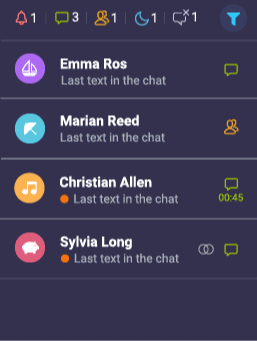 1 3 1 1 1
Emma Ros
Last text in the chat
Marian Reed
Last text in the chat
Christian Allen
Last text in the chat
00:45
Sylvia Long
Last text in the chat